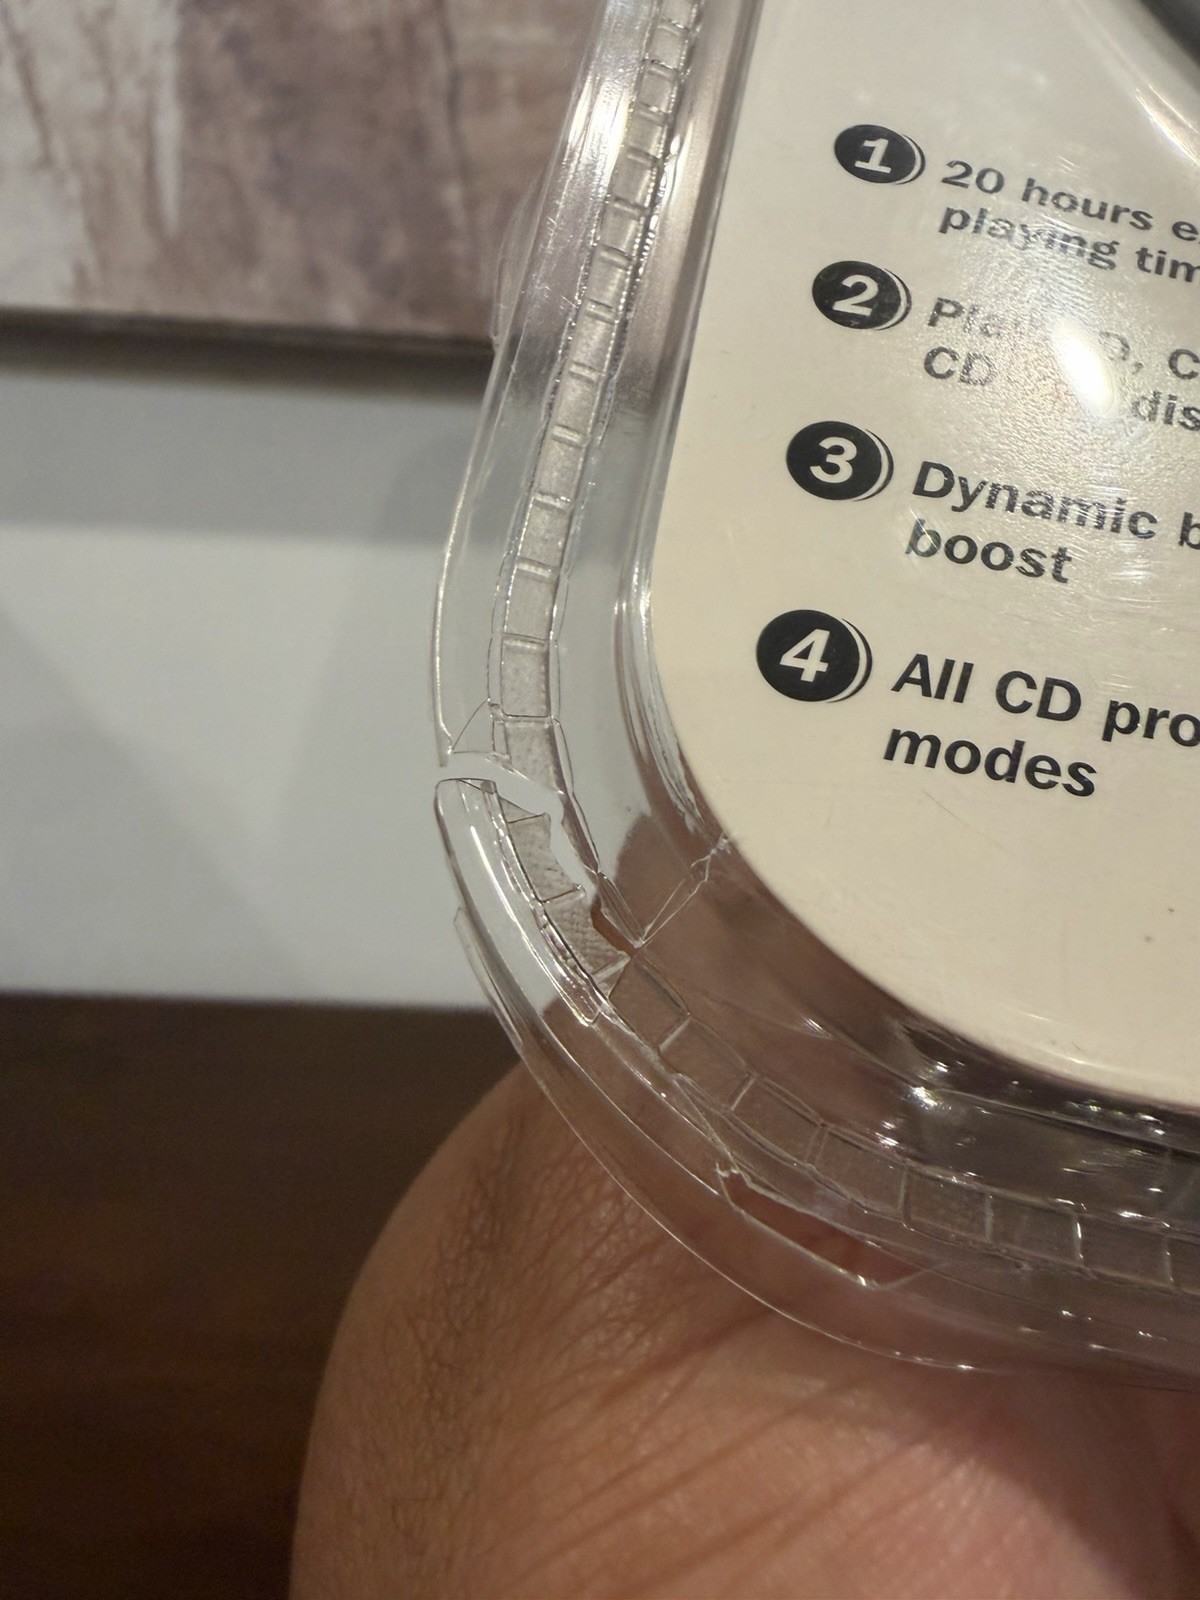 1 20 hours
playing
2
CD
3 Dynamic
boost
4 All CD
modes